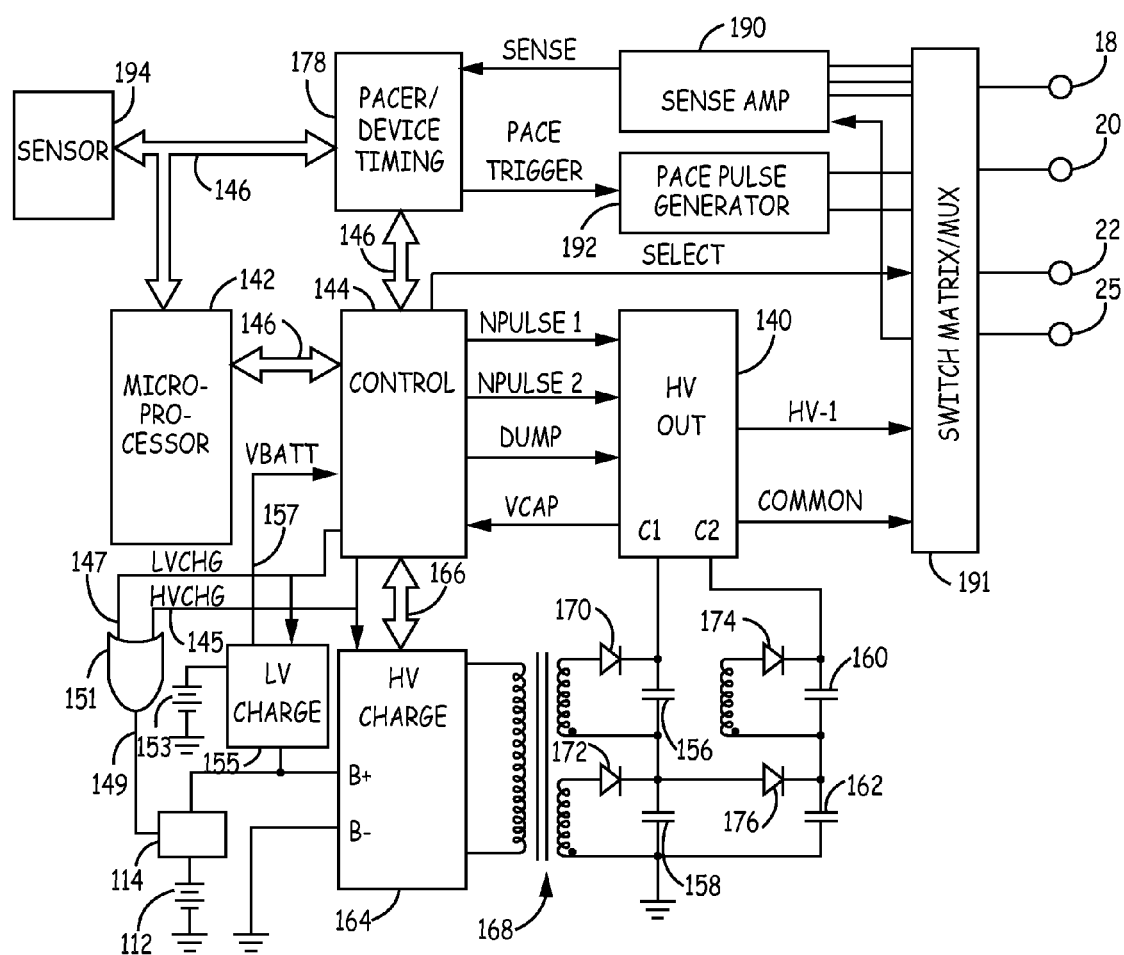 190
18
178
SENSE
194
PACER/
DEVICE
TIMING
SENSE AMP
SENSOR
PACE
TRIGGER
20
146
PACE PULSE
GENERATOR
192
146
SELECT
22
142
144
25
140
SWITCH MATRIX/MUX
146
NPULSE 1
MICRO-
PRO-
CESSOR
CONTROL
NPULSE 2
HV
OUT
HV-1
DUMP
VBATT
COMMON
VCAP
157
C1
C2
147
LVCHG
166
191
HVCHG
145
170
174
151
LV
CHARGE
HV
CHARGE
160
153
155
172
156
149
B+
162
176
B-
114
158
164
168
112